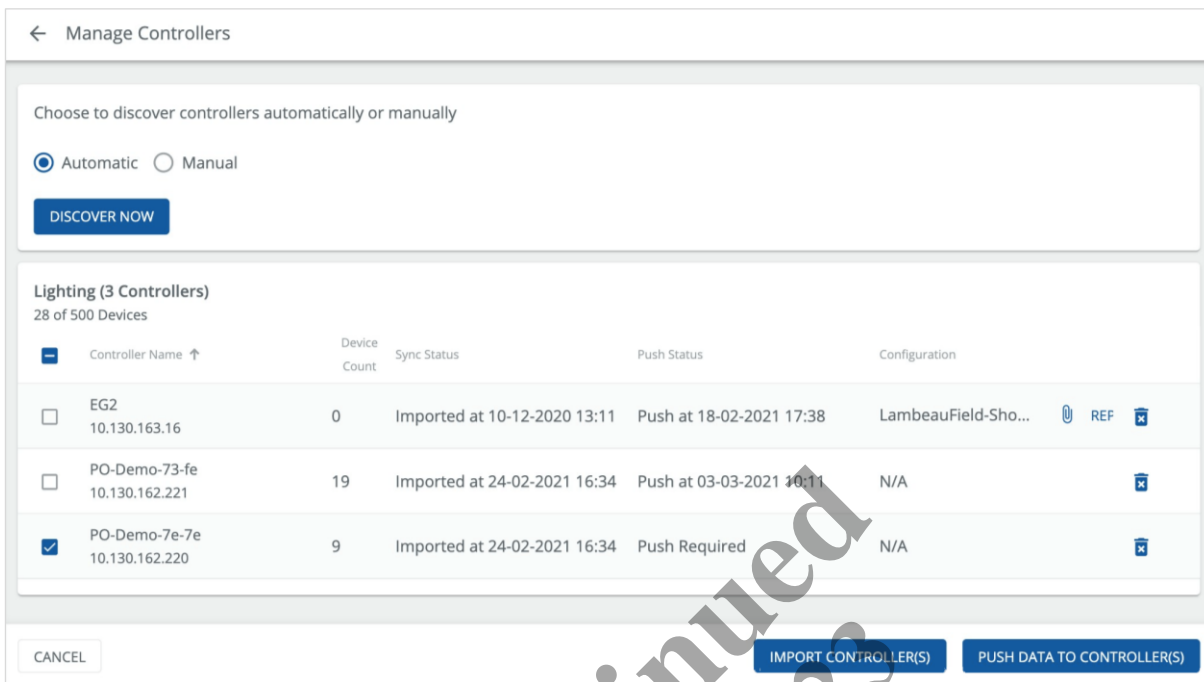 Manage Controllers
Choose to discover controllers automatically or manually
Automatic Manual
DISCOVER NOW
Lighting (3 Controllers)
28 of 500 Devices
Controller Name Device Count Sync Status Push Status Configuration
EG2
10.130.163.16
0 Imported at 10-12-2020 13:11 Push at 18-02-2021 17:38 LambeauField-Sho... REF
PO-Demo-73-fe
10.130.162.221
19 Imported at 24-02-2021 16:34 Push at 03-03-2021 10:11 N/A
PO-Demo-7e-7e
10.130.162.220
9 Imported at 24-02-2021 16:34 Push Required N/A
CANCEL IMPORT CONTROLLER(S) PUSH DATA TO CONTROLLER(S)